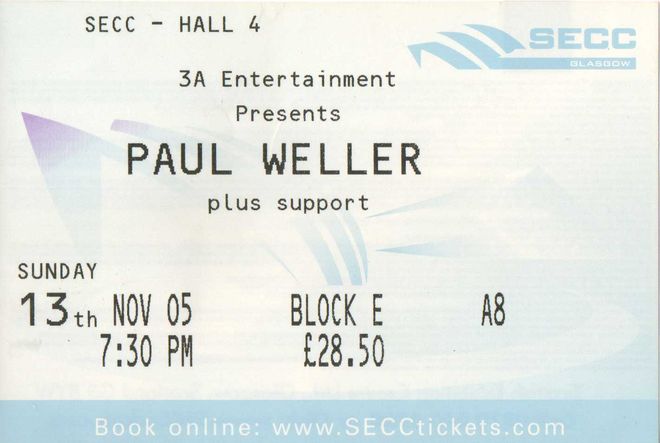 SECC - HALL 4
SECC
GLASGOW
3A Entertainment
Presents
PAUL WELLER
plus support
SUNDAY
13th NOV 05 BLOCK E A8
7:30 PM £28.50
Book online: www.SECCtickets.com